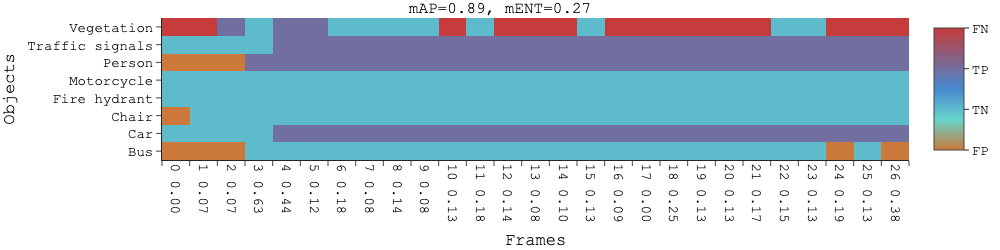 mAP=0.89, mENT=0.27
Objects
Vegetation
Traffic signals
Person
Motorcycle
Fire hydrant
Chair
Car
Bus
0 0.00
1 0.07
2 0.07
3 0.63
4 0.44
5 0.12
6 0.18
7 0.08
8 0.14
9 0.08
10 0.13
11 0.18
12 0.14
13 0.08
14 0.10
15 0.13
16 0.09
17 0.00
18 0.25
19 0.13
20 0.13
21 0.17
22 0.15
23 0.13
24 0.19
25 0.13
26 0.38
Frames
FN
TP
TN
FP